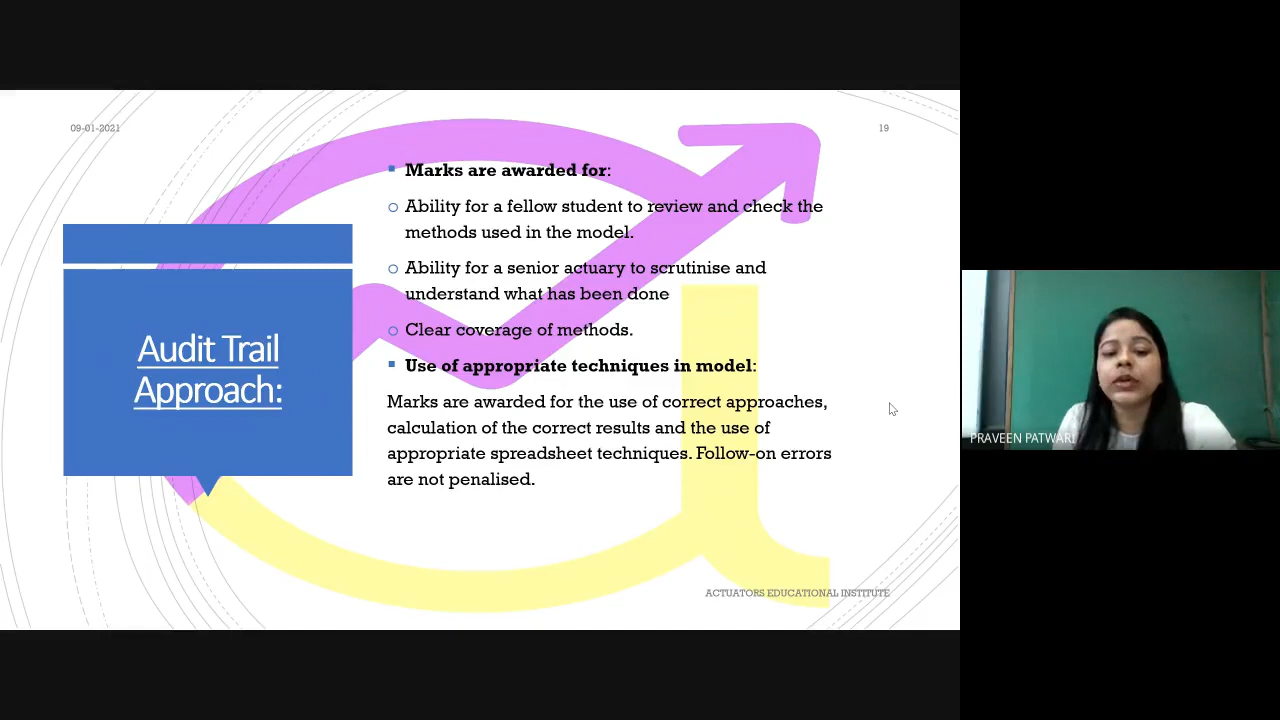 09-01-2021
19
Audit Trail
Approach:
▪ Marks are awarded for:
o Ability for a fellow student to review and check the
methods used in the model.
o Ability for a senior actuary to scrutinise and
understand what has been done
o Clear coverage of methods.
▪ Use of appropriate techniques in model:
Marks are awarded for the use of correct approaches,
calculation of the correct results and the use of
appropriate spreadsheet techniques. Follow-on errors
are not penalised.
ACTUATORS EDUCATIONAL INSTITUTE
PRAVEEN PATWARI